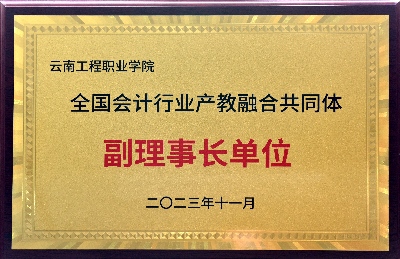 云南工程职业学院
全国会计行业产教融合共同体
副理事长单位
二〇二三年十一月